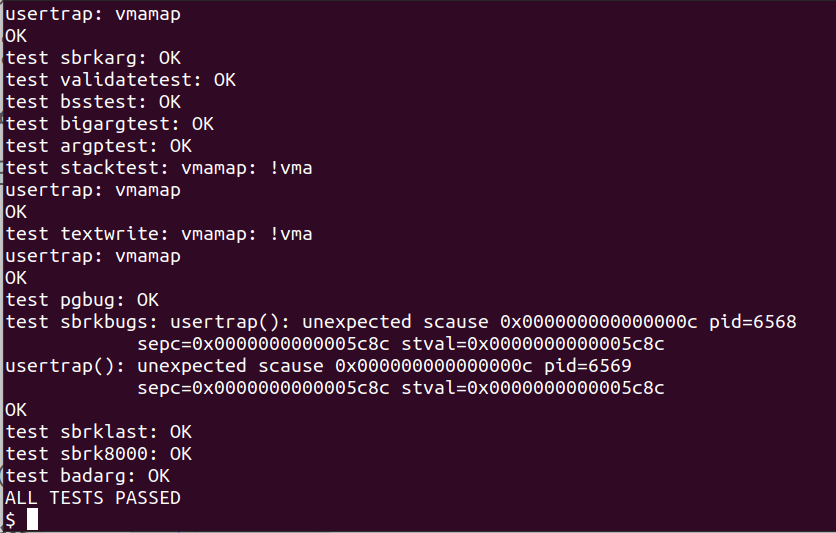 usertrap: vmamap
OK
test sbrkarg: OK
test validatetest: OK
test bsstest: OK
test bigargtest: OK
test argptest: OK
test stacktest: vmamap: !vma
usertrap: vmamap
OK
test textwrite: vmamap: !vma
usertrap: vmamap
OK
test pgbug: OK
test sbrkbugs: usertrap(): unexpected scause 0x000000000000000c pid=6568
            sepc=0x0000000000005c8c stval=0x0000000000005c8c
usertrap(): unexpected scause 0x000000000000000c pid=6569
            sepc=0x0000000000005c8c stval=0x0000000000005c8c
OK
test sbrklast: OK
test sbrk8000: OK
test badarg: OK
ALL TESTS PASSED
$